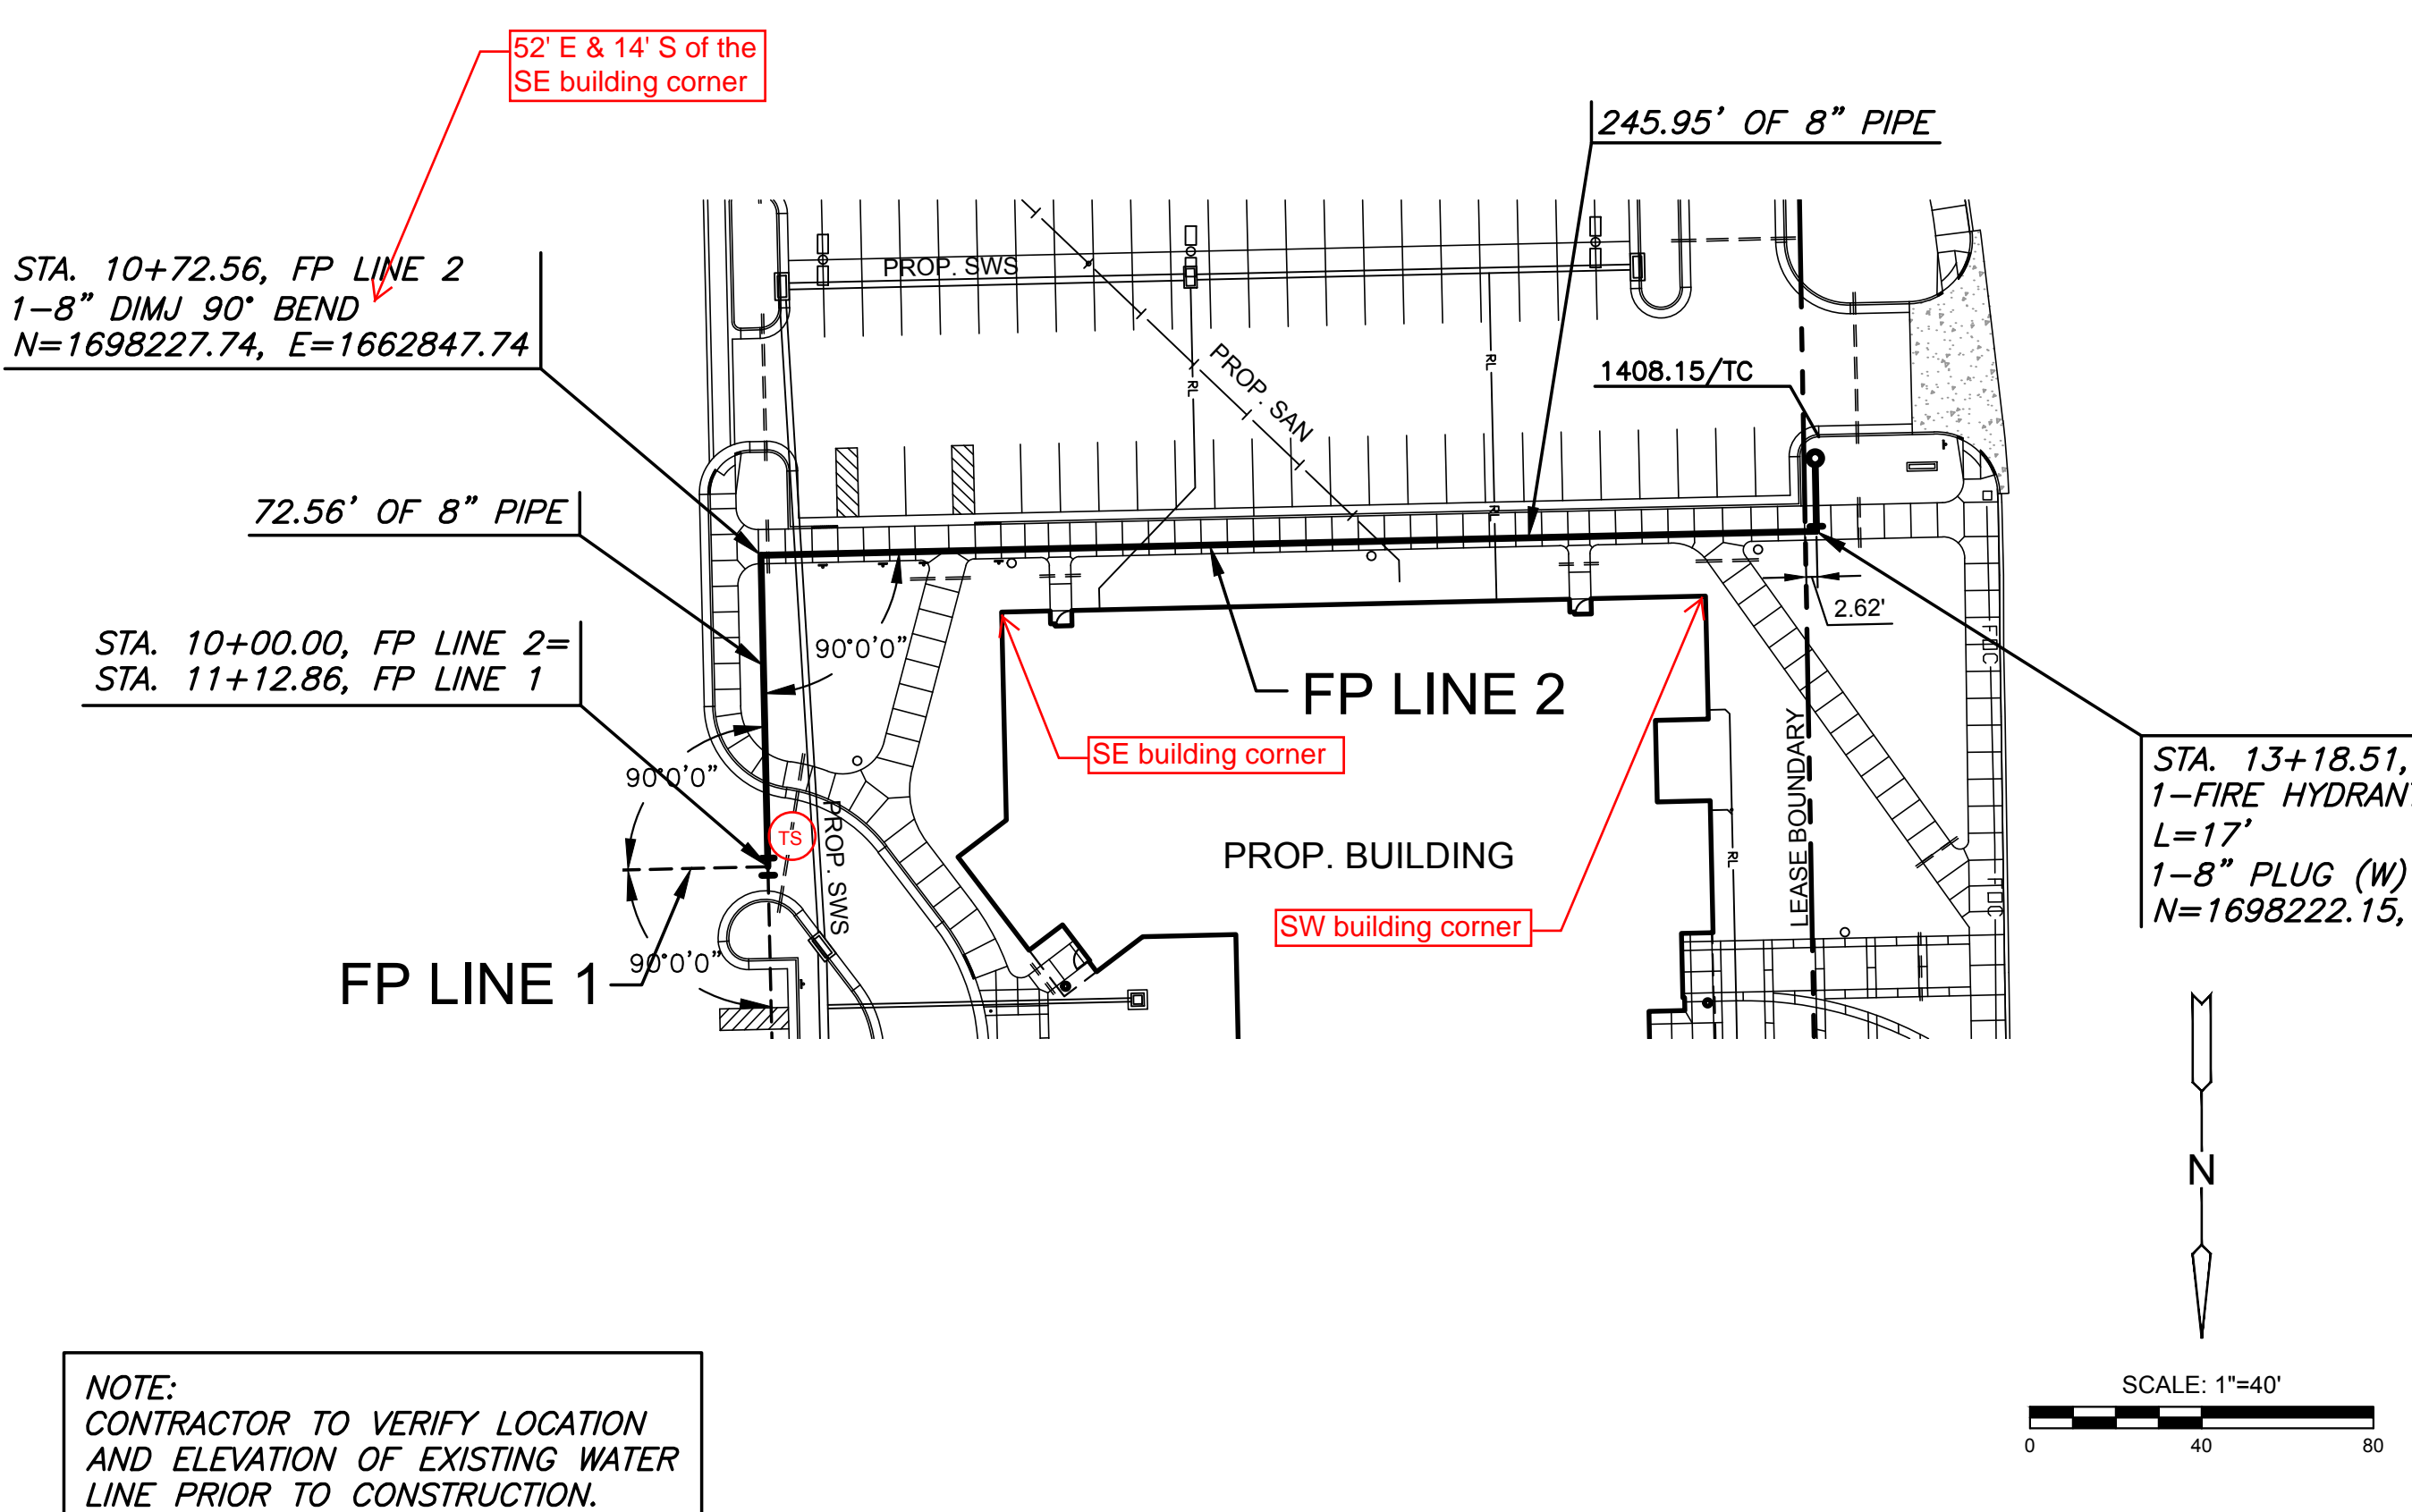 52' E & 14' S of the
SE building corner
245.95' OF 8" PIPE
STA. 10+72.56, FP LINE 2
1-8" DIMJ 90° BEND
N=1698227.74, E=1662847.74
PROP. SWS
PROP. SAN
RL
RL
RL
1408.15/TC
72.56' OF 8" PIPE
STA. 10+00.00, FP LINE 2=
STA. 11+12.86, FP LINE 1
90°0'0"
FP LINE 2
2.62'
FDC
SE building corner
90°0'0"
TS
PROP. SWS
PROP. BUILDING
LEASE BOUNDARY
RL
SW building corner
FDC
STA. 13+18.51,
1-FIRE HYDRANT
L=17'
1-8" PLUG (W)
N=1698222.15,
FP LINE 1
90°0'0"
N
NOTE:
CONTRACTOR TO VERIFY LOCATION
AND ELEVATION OF EXISTING WATER
LINE PRIOR TO CONSTRUCTION.
SCALE: 1"=40'
0 40 80